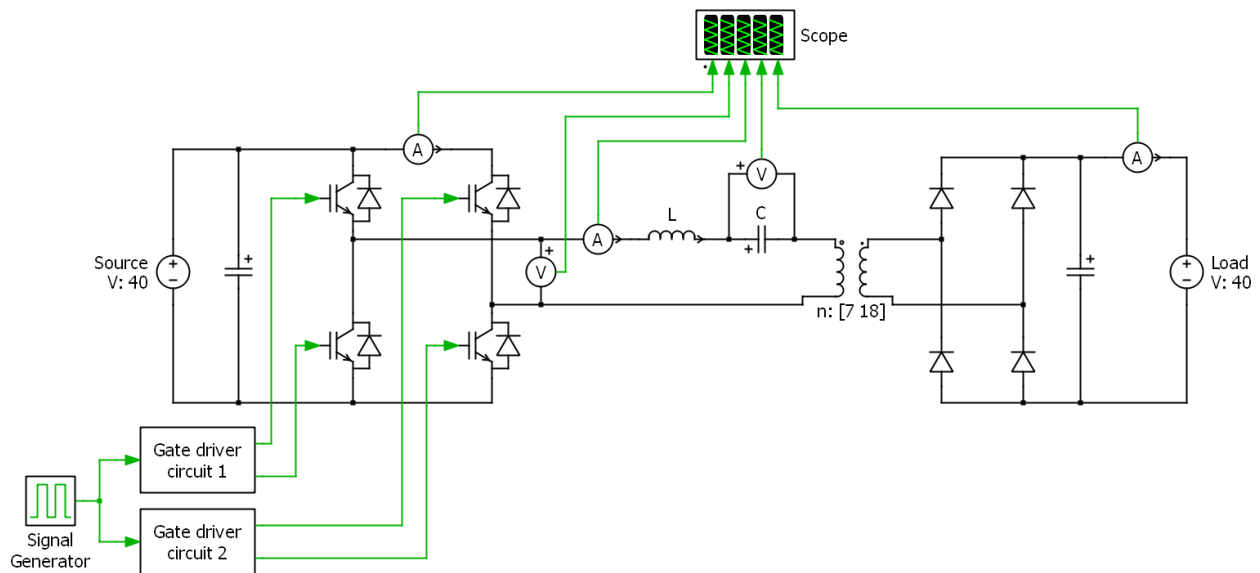 Scope
A
A
V
L
C
Source
V: 40
V
A
Load
V: 40
n: [7 18]
Gate driver
circuit 1
Gate driver
circuit 2
Signal
Generator